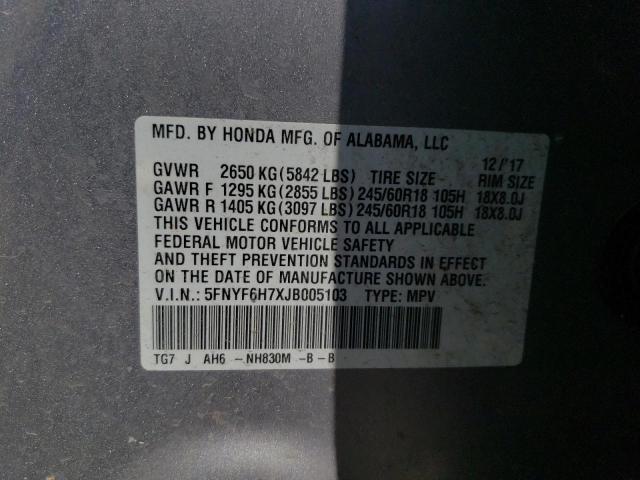 MFD. BY HONDA MFG. OF ALABAMA, LLC
12/'17
GVWR 2650 KG(5842 LBS) TIRE SIZE RIM SIZE
GAWR F 1295 KG(2855 LBS)245/60R18 105H 18X8.0J
GAWR R 1405 KG(3097 LBS)245/60R18 105H 18X8.0J
THIS VEHICLE CONFORMS TO ALL APPLICABLE
FEDERAL MOTOR VEHICLE SAFETY
AND THEFT PREVENTION STANDARDS IN EFFECT
ON THE DATE OF MANUFACTURE SHOWN ABOVE.
V.I.N.: 5FNYF6H7XJB005103 TYPE: MPV
TG7 J AH6 -NH830M -B-B